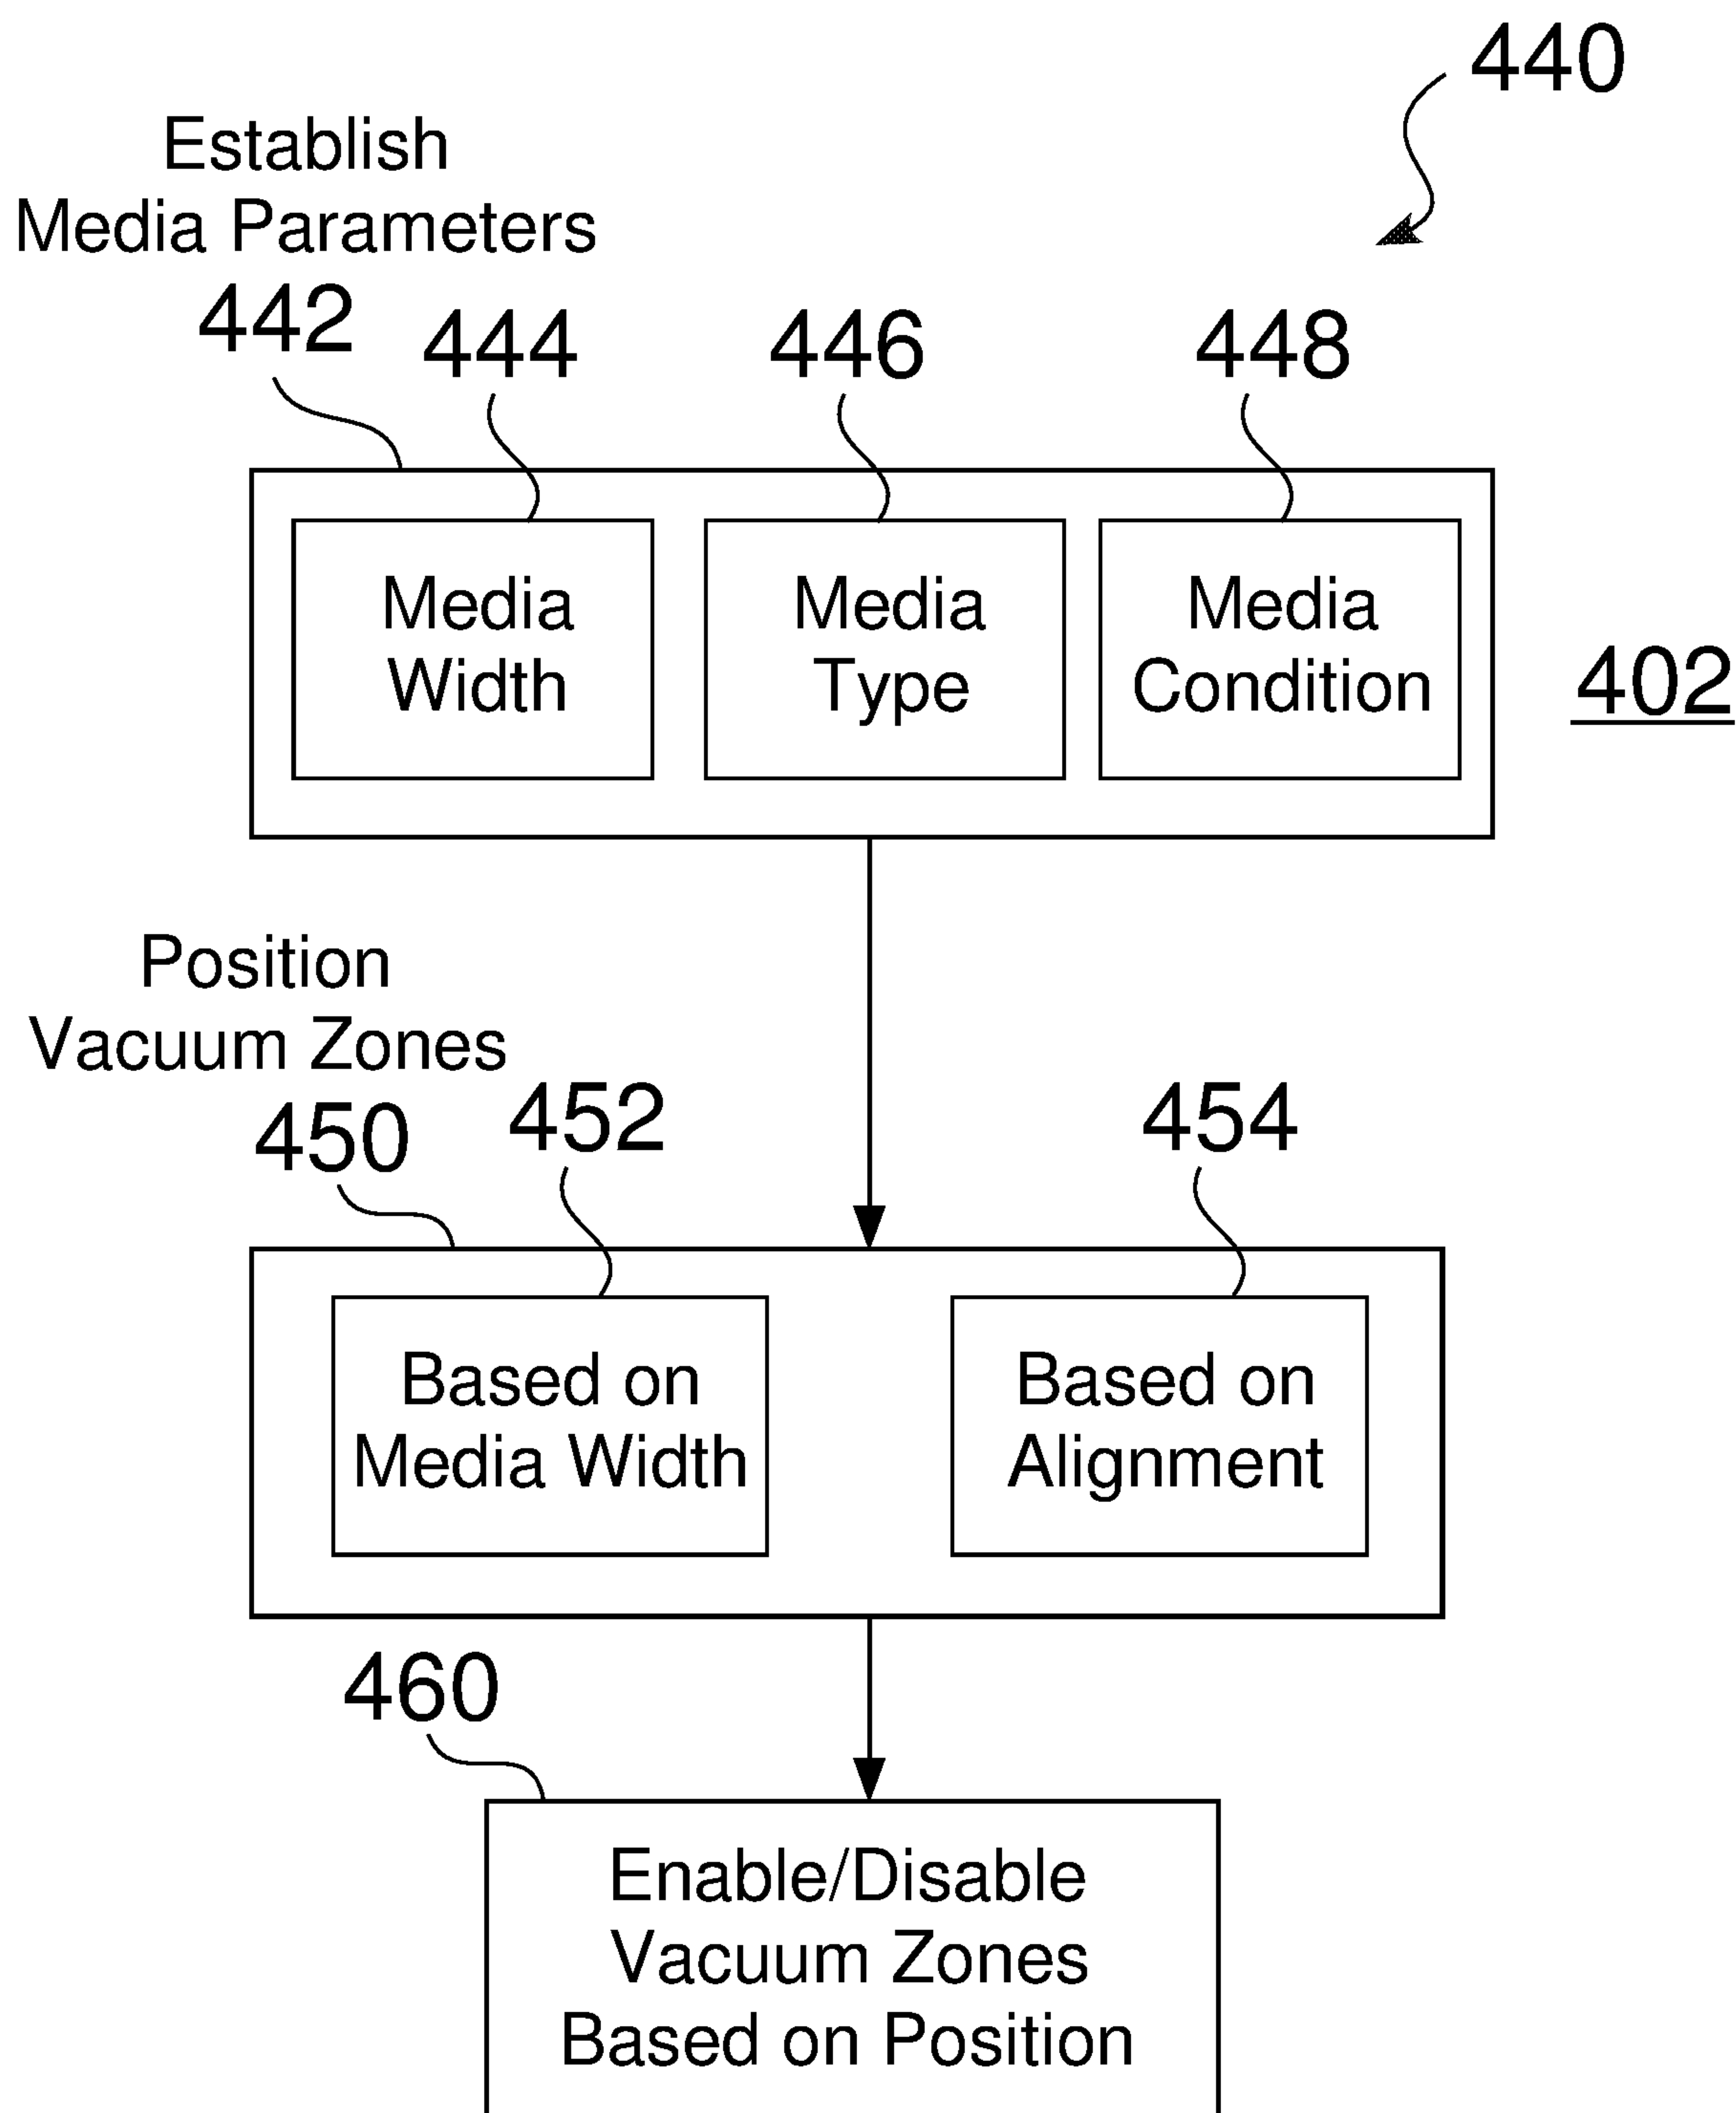 440
Establish
Media Parameters
442
444
446
448
Media
Width
Media
Type
Media
Condition
402
Position
Vacuum Zones
450
452
454
Based on
Media Width
Based on
Alignment
460
Enable/Disable
Vacuum Zones
Based on Position